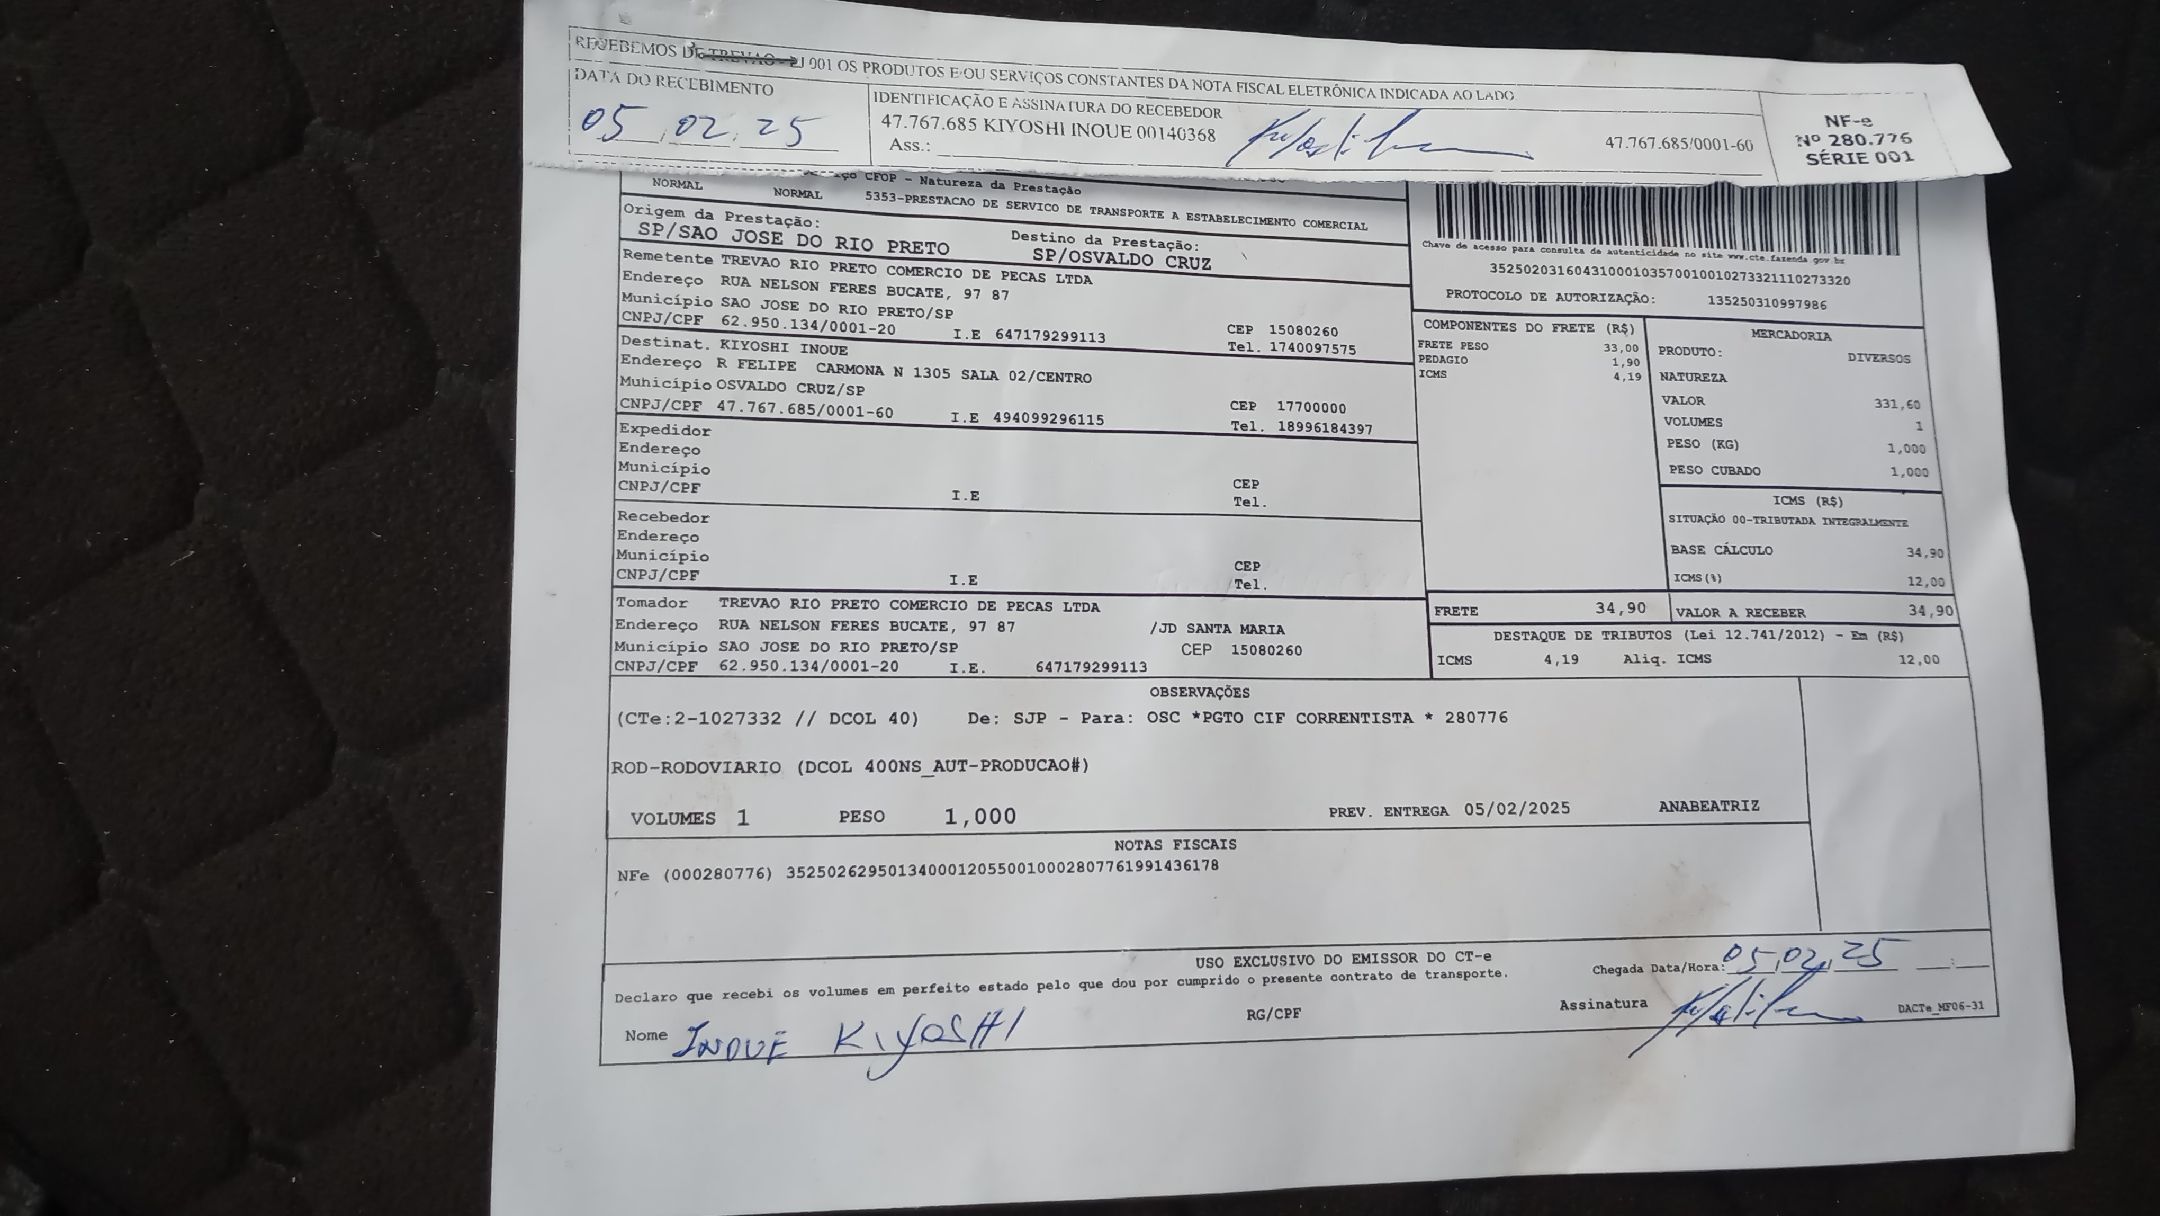 RECEBEMOS DE TREVAO - PJ 001 OS PRODUTOS E/OU SERVIÇOS CONSTANTES DA NOTA FISCAL ELETRÔNICA INDICADA AO LADO
DATA DO RECEBIMENTO
05 02 25
IDENTIFICAÇÃO E ASSINATURA DO RECEBEDOR
47.767.685 KIYOSHI INOUE 00140368
47.767.685/0001-60
Ass.:
NF-e
Nº 280.776
SÉRIE 001
CFOP - Natureza da Prestação
NORMAL NORMAL 5353-PRESTACAO DE SERVICO DE TRANSPORTE A ESTABELECIMENTO COMERCIAL
Origem da Prestação: Destino da Prestação:
SP/SAO JOSE DO RIO PRETO SP/OSVALDO CRUZ
Remetente TREVAO RIO PRETO COMERCIO DE PECAS LTDA
Endereço RUA NELSON FERES BUCATE, 97 87
Município SAO JOSE DO RIO PRETO/SP CEP 15080260
CNPJ/CPF 62.950.134/0001-20 I.E 647179299113 Tel. 1740097575
Destinat. KIYOSHI INOUE
Endereço R FELIPE CARMONA N 1305 SALA 02/CENTRO
Município OSVALDO CRUZ/SP CEP 17700000
CNPJ/CPF 47.767.685/0001-60 I.E 494099296115 Tel. 18996184397
Expedidor
Endereço
Município CEP
CNPJ/CPF I.E Tel.
Recebedor
Endereço
Município CEP
CNPJ/CPF I.E Tel.
Tomador TREVAO RIO PRETO COMERCIO DE PECAS LTDA
Endereço RUA NELSON FERES BUCATE, 97 87 /JD SANTA MARIA
Município SAO JOSE DO RIO PRETO/SP CEP 15080260
CNPJ/CPF 62.950.134/0001-20 I.E. 647179299113
Chave de acesso para consulta de autenticidade no site www.cte.fazenda.gov.br
35250203160431000103570010010273321110273320
PROTOCOLO DE AUTORIZAÇÃO: 135250310997986
COMPONENTES DO FRETE (R$)
FRETE PESO 33,00
PEDAGIO 1,90
ICMS 4,19
MERCADORIA
PRODUTO: DIVERSOS
NATUREZA
VALOR 331,60
VOLUMES 1
PESO (KG) 1,000
PESO CUBADO 1,000
ICMS (R$)
SITUAÇÃO 00-TRIBUTADA INTEGRALMENTE
BASE CÁLCULO 34,90
ICMS(%) 12,00
FRETE 34,90 VALOR A RECEBER 34,90
DESTAQUE DE TRIBUTOS (Lei 12.741/2012) - Em (R$)
ICMS 4,19 Aliq. ICMS 12,00
OBSERVAÇÕES
(CTe:2-1027332 // DCOL 40) De: SJP - Para: OSC *PGTO CIF CORRENTISTA * 280776
ROD-RODOVIARIO (DCOL 400NS_AUT-PRODUCAO#)
VOLUMES 1 PESO 1,000 PREV. ENTREGA 05/02/2025 ANABEATRIZ
NOTAS FISCAIS
NFe (000280776) 35250262950134000120550010002807761991436178
USO EXCLUSIVO DO EMISSOR DO CT-e
Declaro que recebi os volumes em perfeito estado pelo que dou por cumprido o presente contrato de transporte.
Chegada Data/Hora: 05,02,25 :
Nome INOUE KIYOSHI RG/CPF Assinatura
DACTe_MF06-31